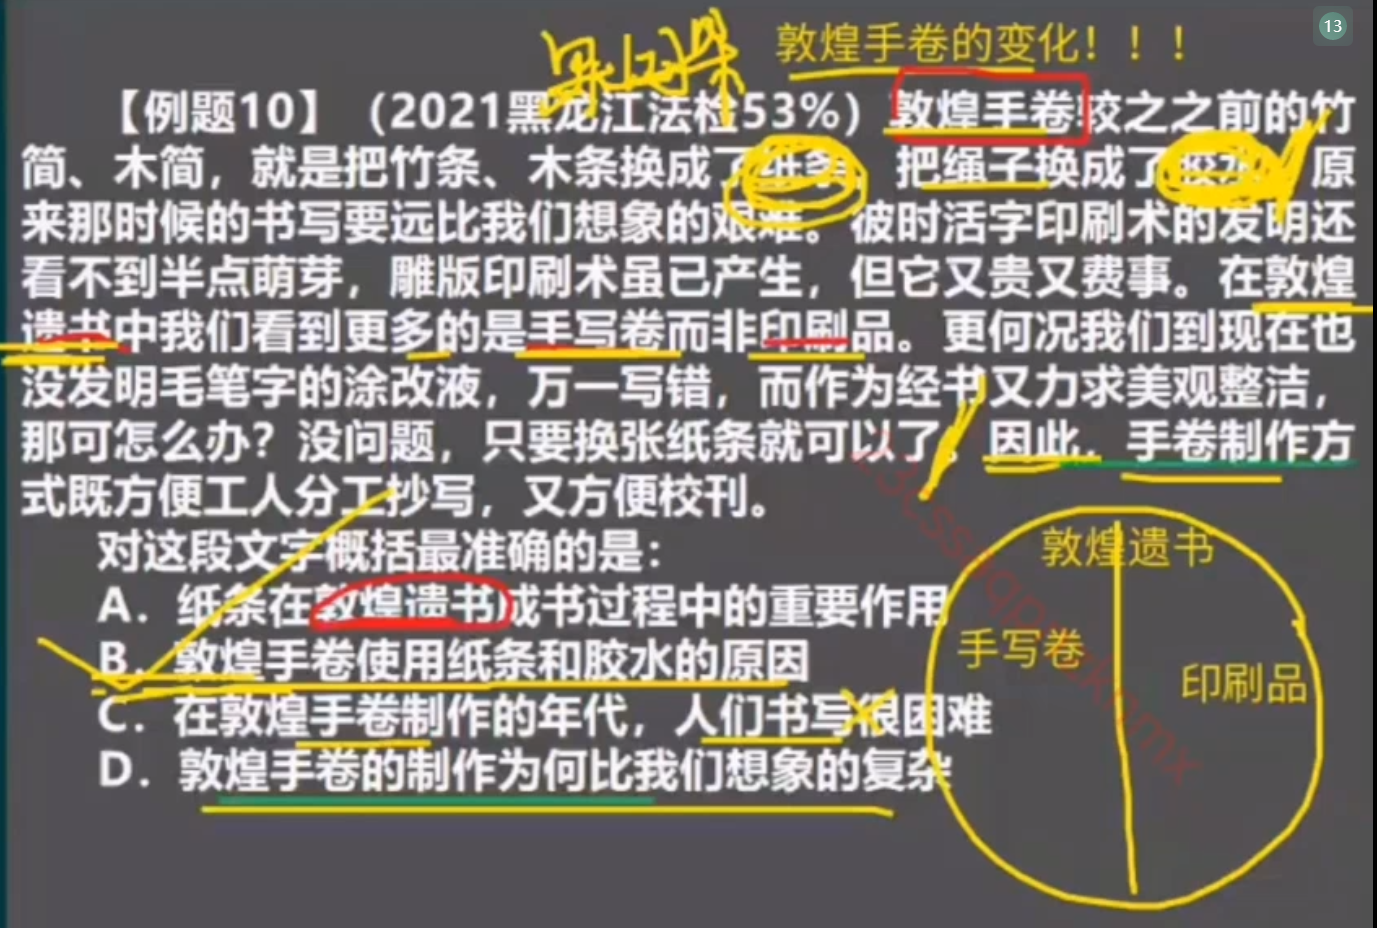 13
敦煌手卷的变化！！！
【例题10】（2021黑龙江法检53%）敦煌手卷较之之前的竹
简、木简，就是把竹条、木条换成了纸条，把绳子换成了胶水。原
来那时候的书写要远比我们想象的艰难。彼时活字印刷术的发明还
看不到半点萌芽，雕版印刷术虽已产生，但它又贵又费事。在敦煌
遗书中我们看到更多的是手写卷而非印刷品。更何况我们到现在也
没发明毛笔字的涂改液，万一写错，而作为经书又力求美观整洁，
那可怎么办？没问题，只要换张纸条就可以了。因此，手卷制作方
式既方便工人分工抄写，又方便校刊。
对这段文字概括最准确的是：
A．纸条在敦煌遗书成书过程中的重要作用
B．敦煌手卷使用纸条和胶水的原因
C．在敦煌手卷制作的年代，人们书写很困难
D．敦煌手卷的制作为何比我们想象的复杂
敦煌遗书
手写卷
印刷品